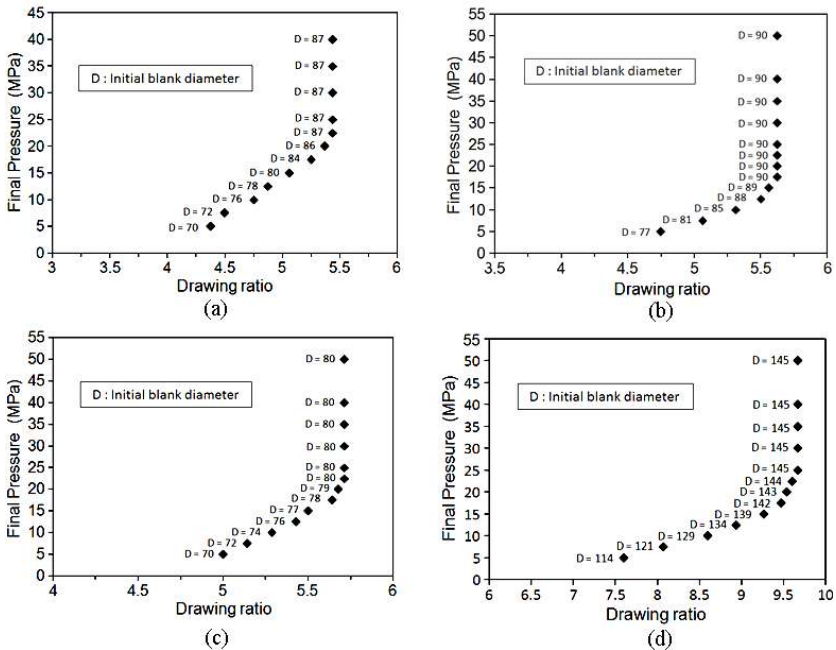 45
40
35
30
25
20
15
10
5
0
Final Pressure (MPa)
D : Initial blank diameter
D = 87
D = 87
D = 87
D = 87
D = 87
D = 86
D = 84
D = 80
D = 78
D = 76
D = 72
D = 70
3 3.5 4 4.5 5 5.5 6
Drawing ratio
(a)
55
50
45
40
35
30
25
20
15
10
5
0
Final Pressure (MPa)
D : Initial blank diameter
D = 90
D = 90
D = 90
D = 90
D = 90
D = 90
D = 90
D = 90
D = 89
D = 88
D = 85
D = 81
D = 77
3.5 4 4.5 5 5.5 6
Drawing ratio
(b)
55
50
45
40
35
30
25
20
15
10
5
0
Final Pressure (MPa)
D : Initial blank diameter
D = 80
D = 80
D = 80
D = 80
D = 80
D = 80
D = 79
D = 78
D = 77
D = 76
D = 74
D = 72
D = 70
4 4.5 5 5.5 6
Drawing ratio
(c)
55
50
45
40
35
30
25
20
15
10
5
0
Final Pressure (MPa)
D : Initial blank diameter
D = 145
D = 145
D = 145
D = 145
D = 145
D = 144
D = 143
D = 142
D = 139
D = 134
D = 129
D = 121
D = 114
6 6.5 7 7.5 8 8.5 9 9.5 10
Drawing ratio
(d)